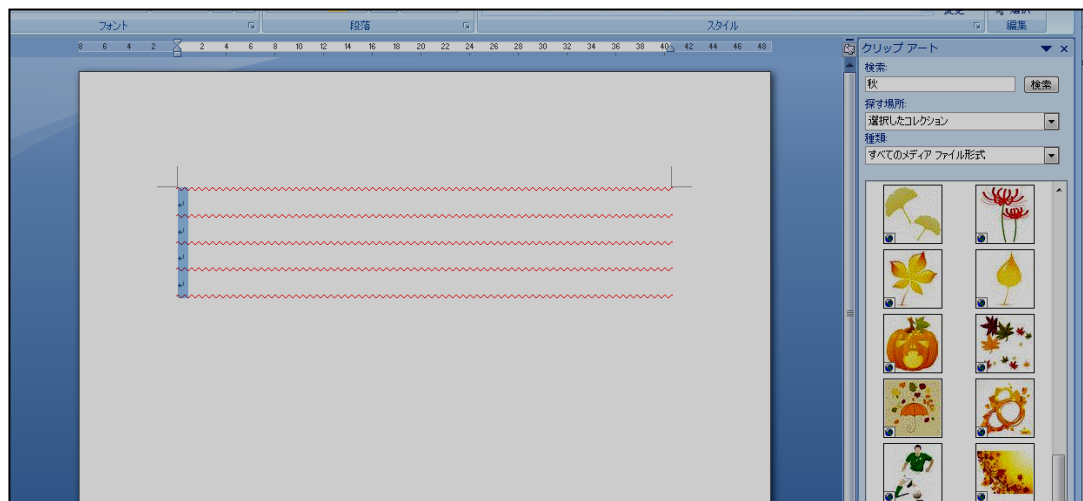 フォント
段落
スタイル
変更
選択
編集
8 6 4 2 2 4 6 8 10 12 14 16 18 20 22 24 26 28 30 32 34 36 38 40 42 44 46 48
クリップ アート
検索:
秋
検索
探す場所:
選択したコレクション
種類:
すべてのメディア ファイル形式